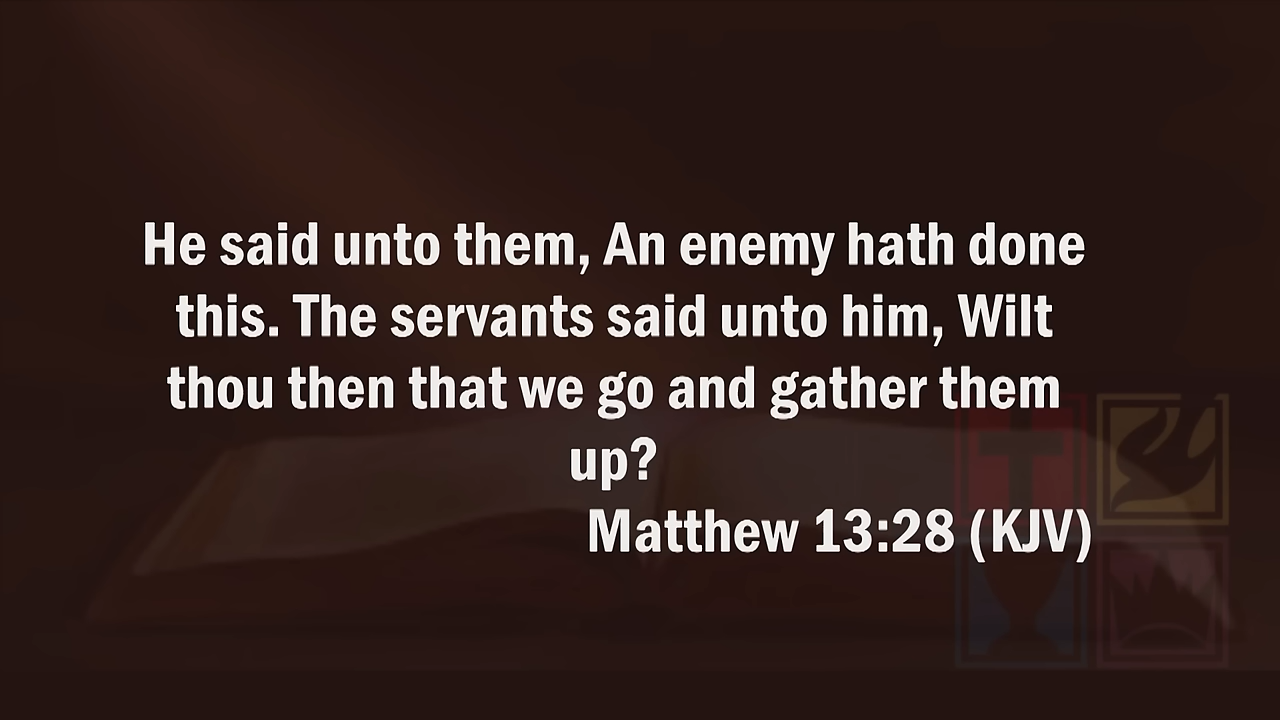 He said unto them, An enemy hath done
this. The servants said unto him, Wilt
thou then that we go and gather them
up?
Matthew 13:28 (KJV)